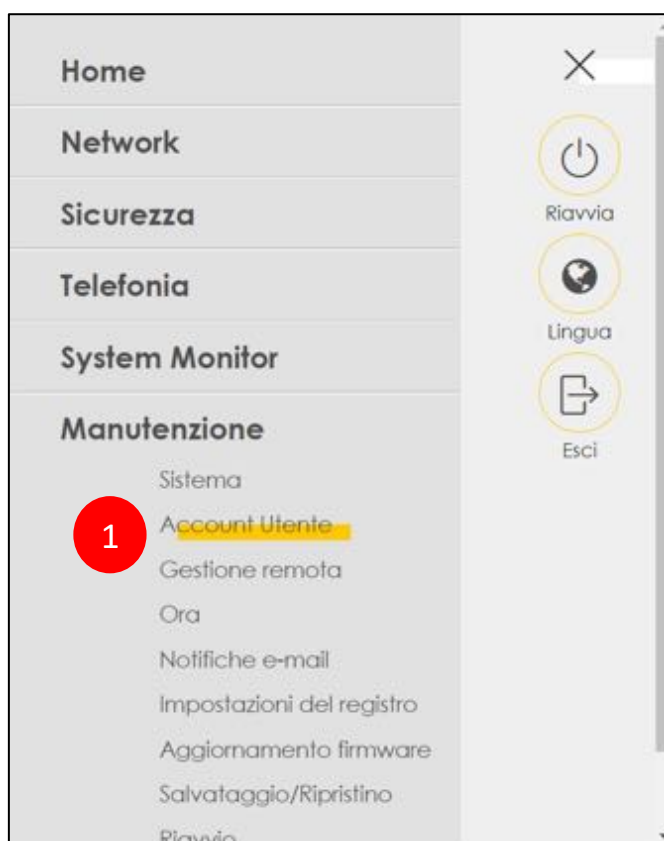 Home
Network
Sicurezza
Telefonia
System Monitor
Manutenzione
Sistema
1
Account Utente
Gestione remota
Ora
Notifiche e-mail
Impostazioni del registro
Aggiornamento firmware
Salvataggio/Ripristino
Riavvio
Riavvia
Lingua
Esci